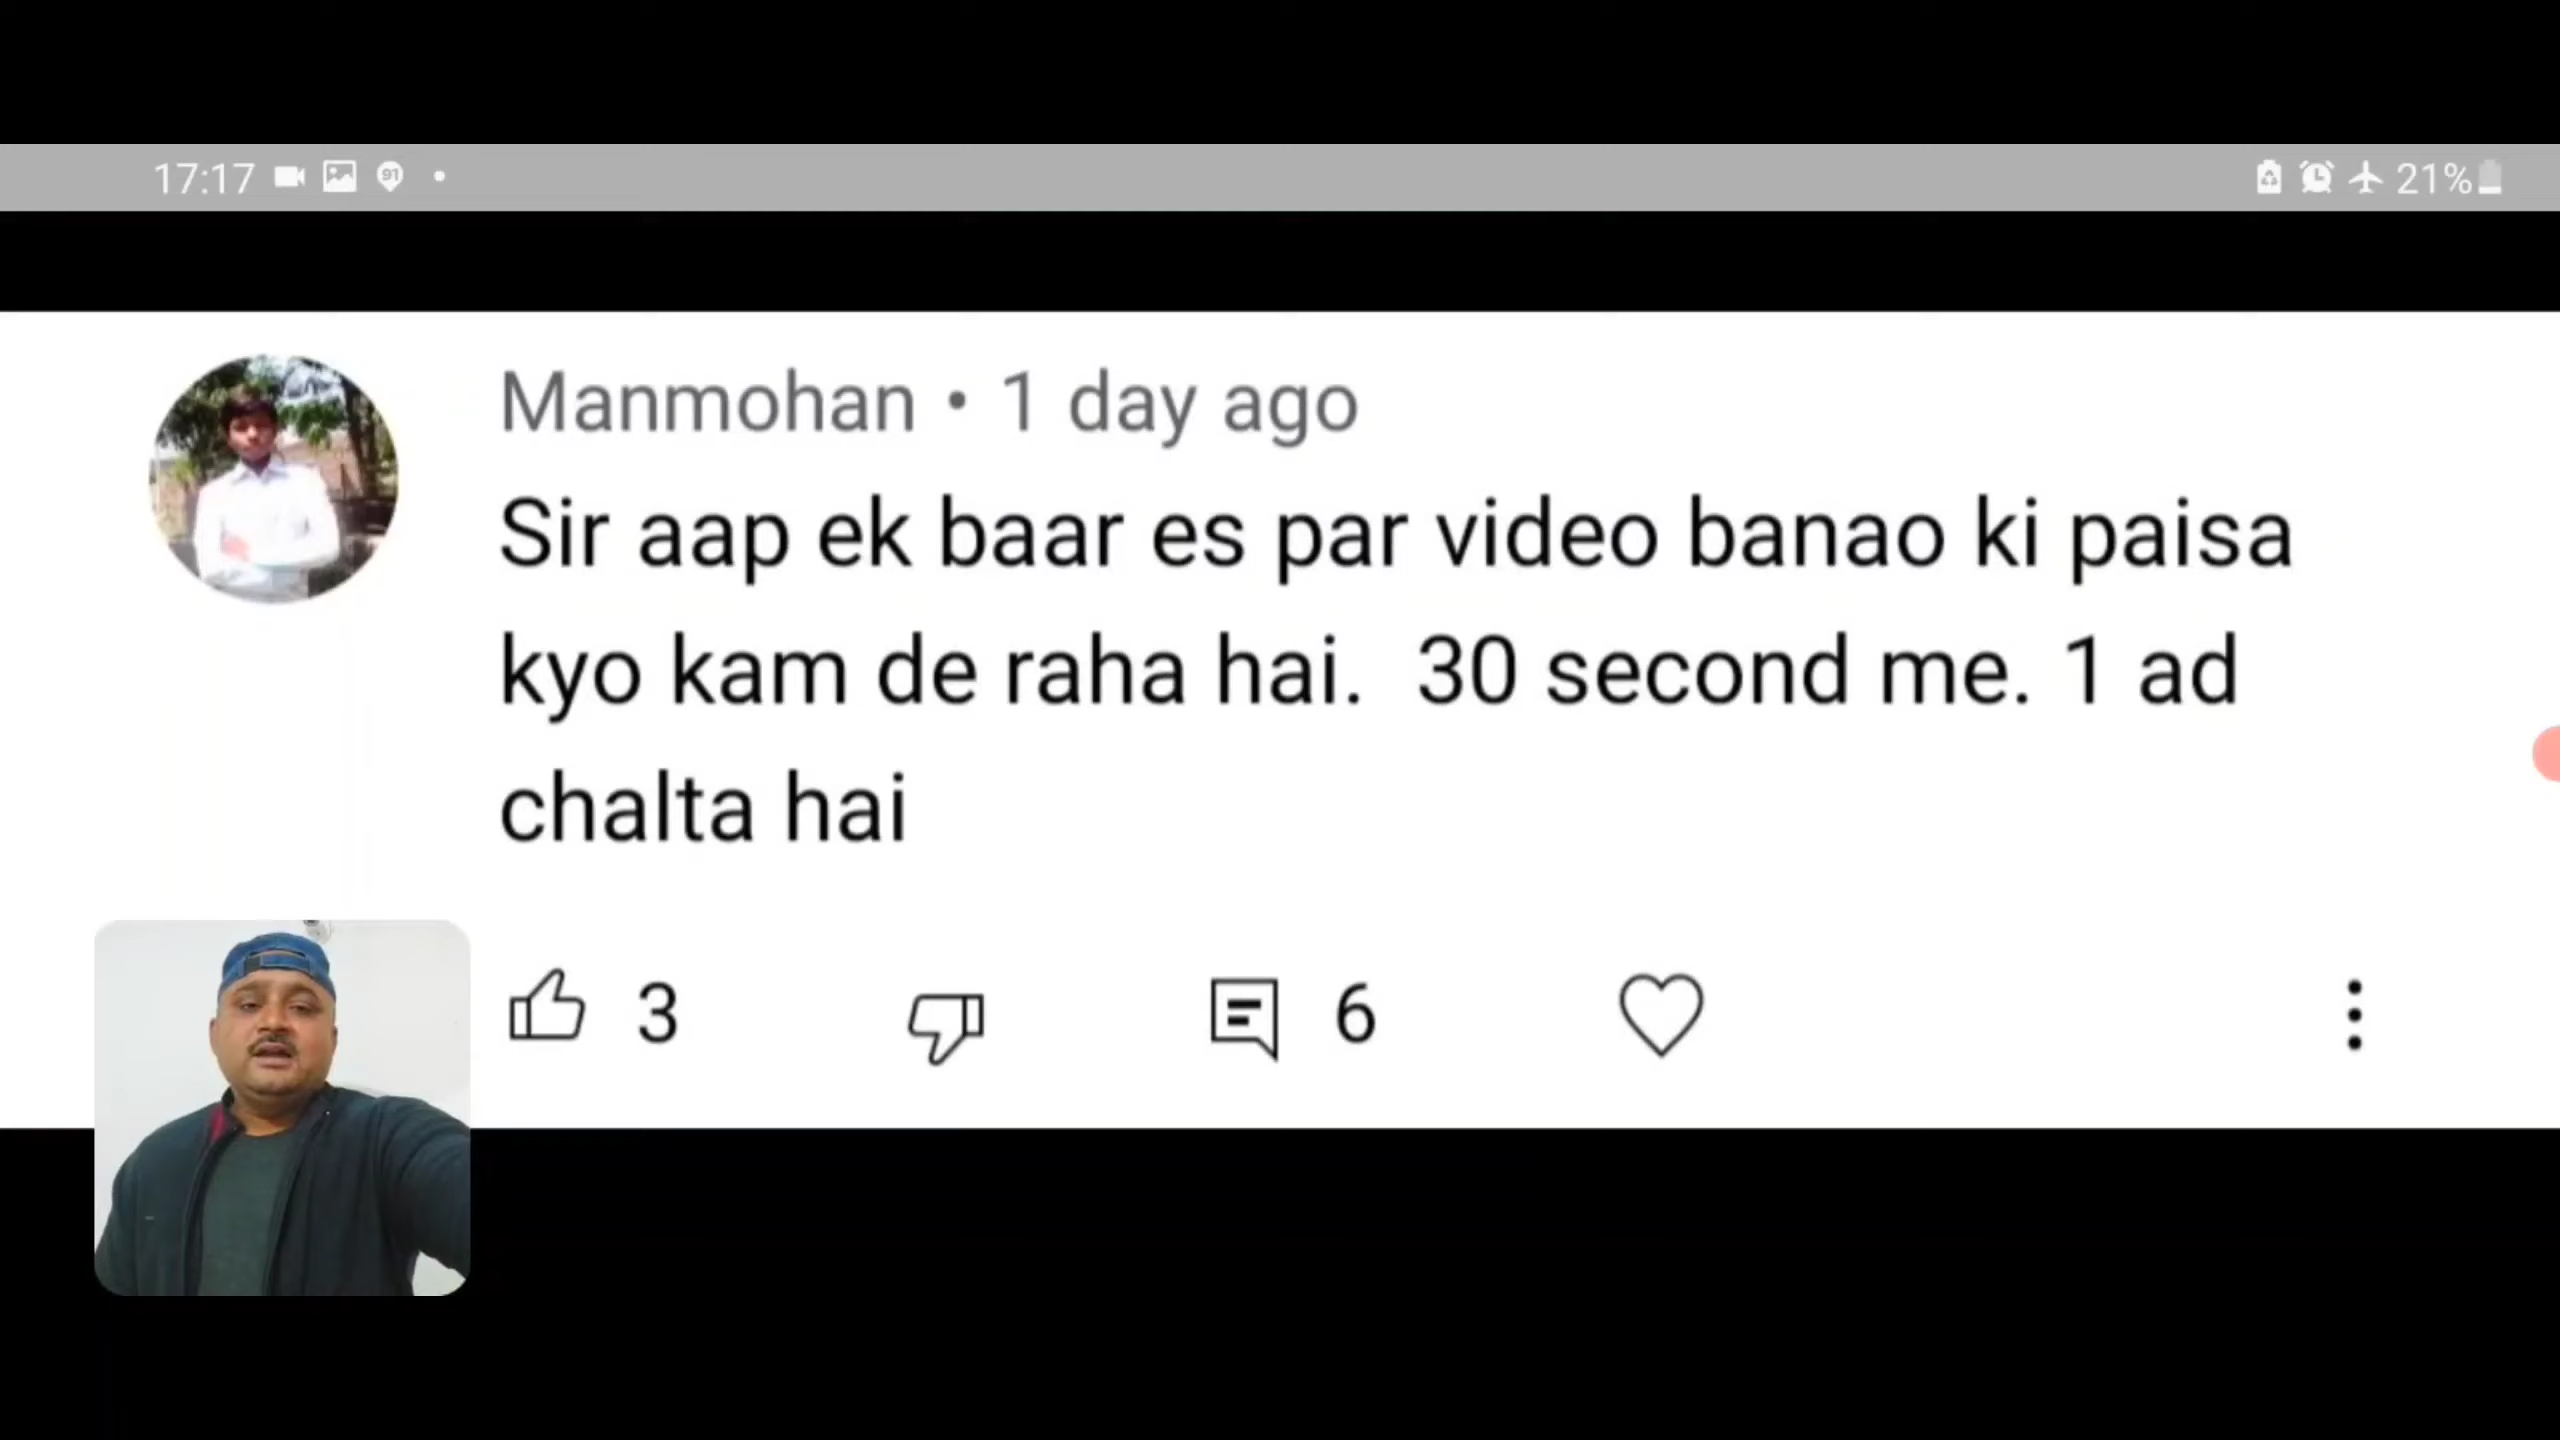 17:17 91 21%
Manmohan • 1 day ago
Sir aap ek baar es par video banao ki paisa
kyo kam de raha hai. 30 second me. 1 ad
chalta hai
3 6